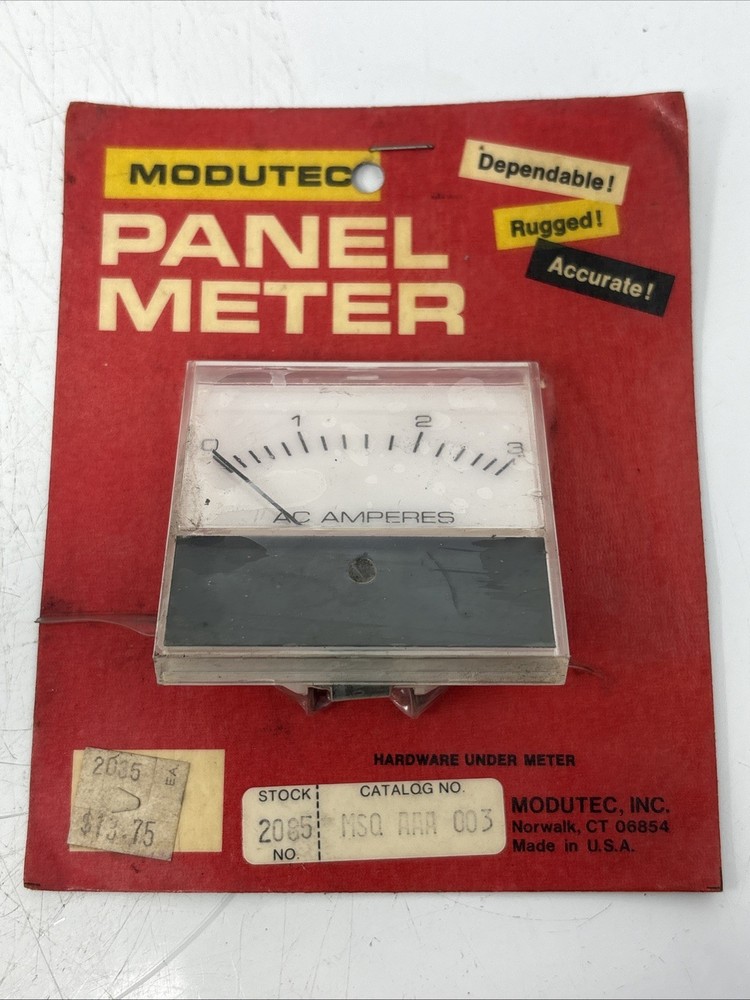 MODUTEC
PANEL
METER
Dependable!
Rugged!
Accurate!
0 1 2 3
AC AMPERES
HARDWARE UNDER METER
2085
EA
$13.75
STOCK
2085
NO.
CATALOG NO.
MSQ AAA 003
MODUTEC, INC.
Norwalk, CT 06854
Made in U.S.A.